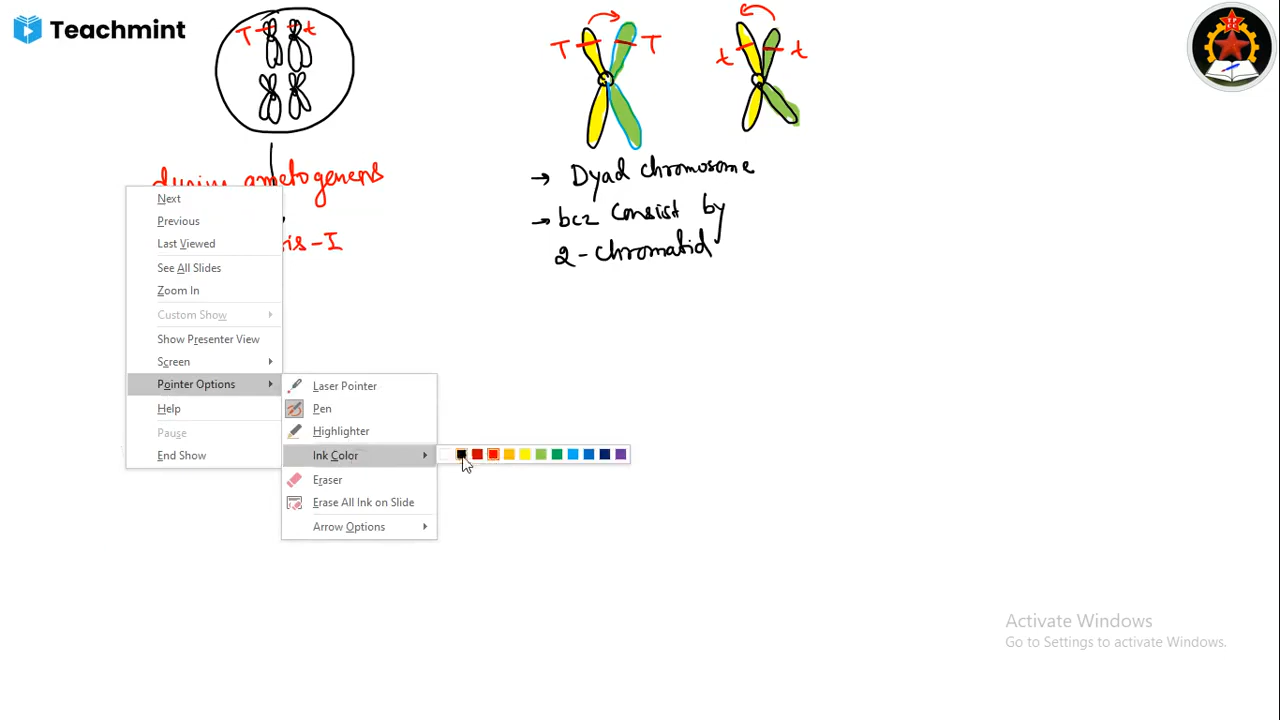 Teachmint
T t
T T
t t
during gametogenesis
sis-I
→ Dyad chromosome
→ bcz consist by
2-chromatid
Next
Previous
Last Viewed
See All Slides
Zoom In
Custom Show
Show Presenter View
Screen
Pointer Options
Help
Pause
End Show
Laser Pointer
Pen
Highlighter
Ink Color
Eraser
Erase All Ink on Slide
Arrow Options
Activate Windows
Go to Settings to activate Windows.